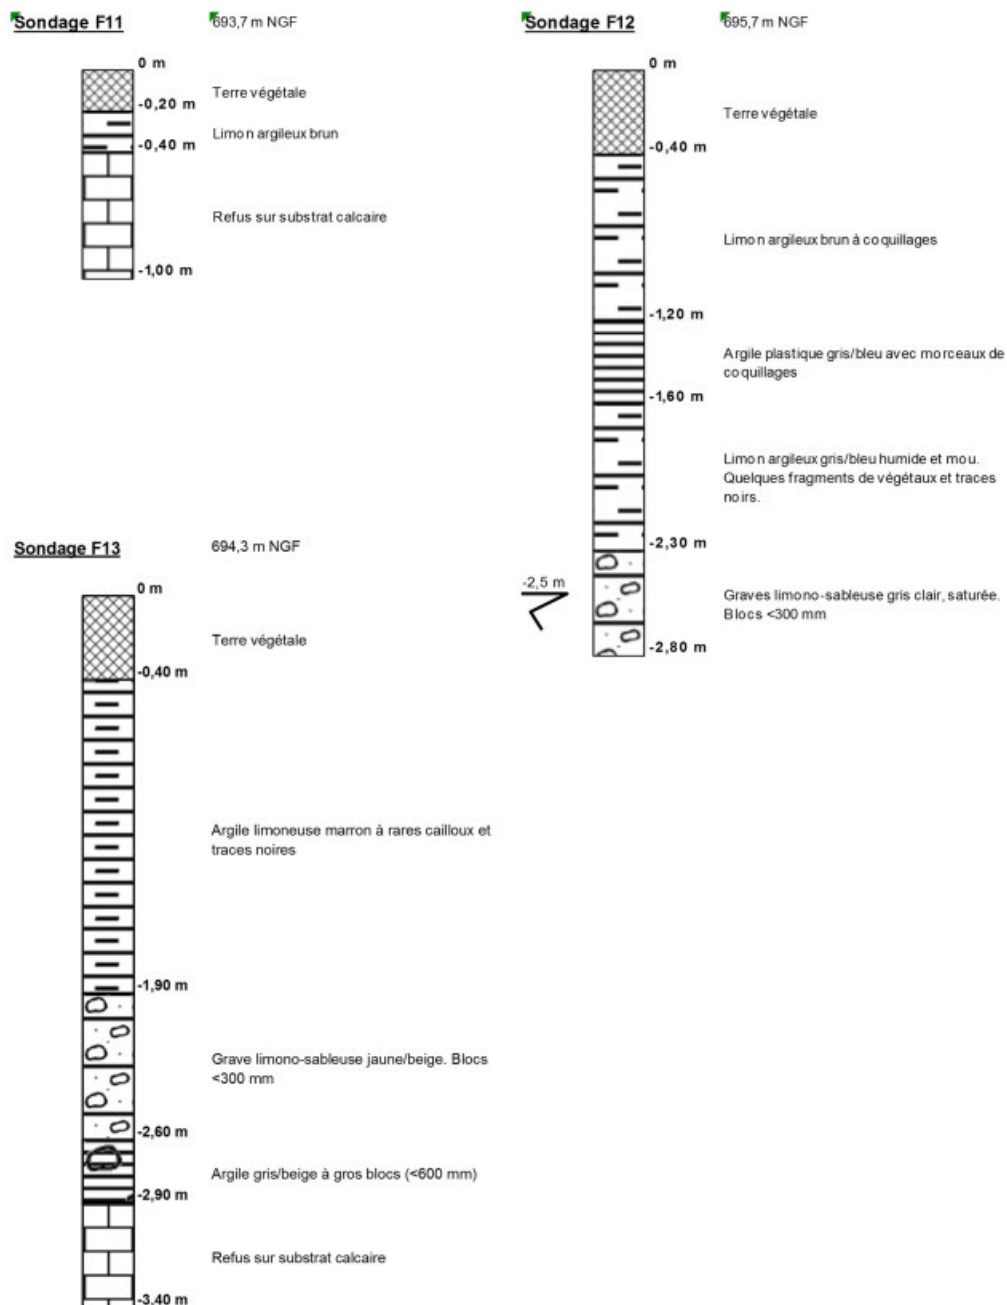 Sondage F11
693,7 m NGF
0 m
Terre végétale
-0,20 m
Limon argileux brun
-0,40 m
Refus sur substrat calcaire
-1,00 m
Sondage F12
695,7 m NGF
0 m
Terre végétale
-0,40 m
Limon argileux brun à coquillages
-1,20 m
Argile plastique gris/bleu avec morceaux de
coquillages
-1,60 m
Limon argileux gris/bleu humide et mou.
Quelques fragments de végétaux et traces
noirs.
-2,30 m
-2,5 m
Graves limono-sableuse gris clair, saturée.
Blocs <300 mm
-2,80 m
Sondage F13
694,3 m NGF
0 m
Terre végétale
-0,40 m
Argile limoneuse marron à rares cailloux et
traces noires
-1,90 m
Grave limono-sableuse jaune/beige. Blocs
<300 mm
-2,60 m
Argile gris/beige à gros blocs (<600 mm)
-2,90 m
Refus sur substrat calcaire
-3,40 m